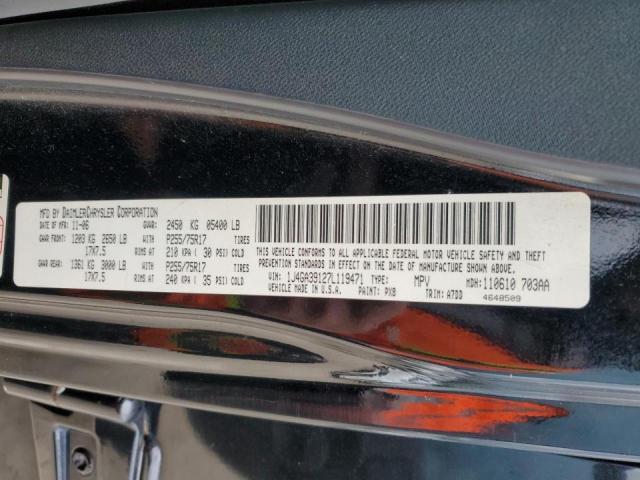 MFD BY DAIMLERCHRYSLER CORPORATION
DATE OF MFR: 11-06 GVWR: 2450 KG 05400 LB
GAWR FRONT: 1203 KG 2650 LB WITH P255/75R17 TIRES
17X7.5 RIMS AT 210 KPA ( 30 PSI) COLD
GAWR REAR: 1361 KG 3000 LB WITH P255/75R17 TIRES
17X7.5 RIMS AT 240 KPA ( 35 PSI) COLD
THIS VEHICLE CONFORMS TO ALL APPLICABLE FEDERAL MOTOR VEHICLE SAFETY AND THEFT
PREVENTION STANDARDS IN EFFECT ON THE DATE OF MANUFACTURE SHOWN ABOVE.
VIN: 1J4GA39127L119471 TYPE: MPV MDH: 110610 703AA
VEHICLE MADE IN U.S.A. PAINT: PX8 TRIM: A7DD 4648509